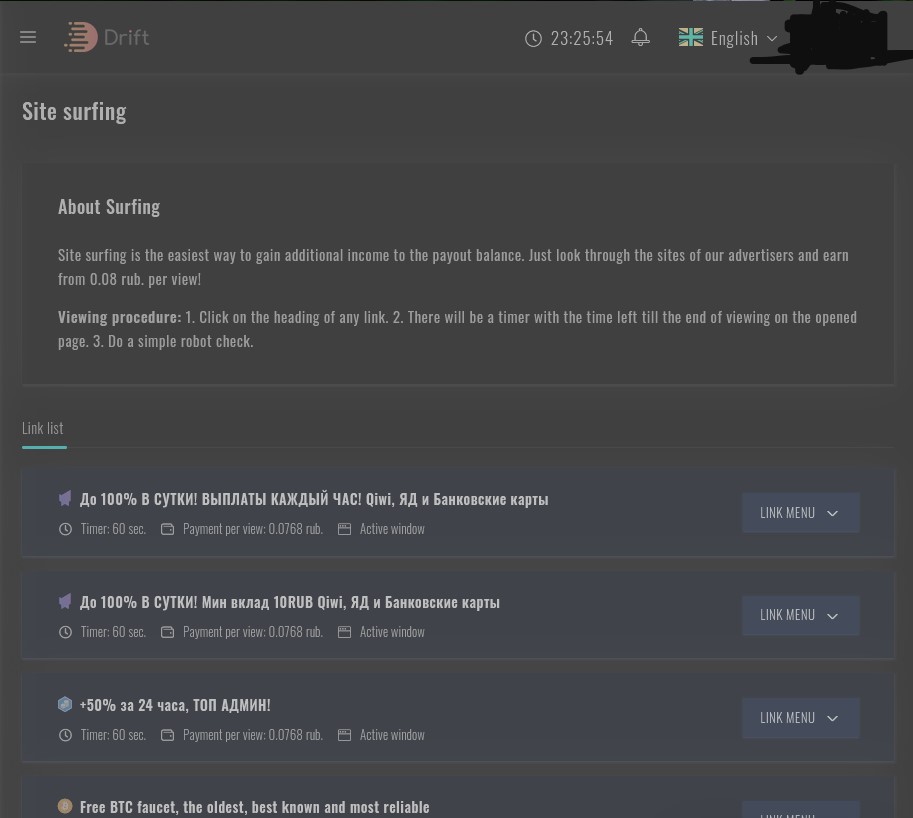 Drift
23:25:54
English
Site surfing
About Surfing
Site surfing is the easiest way to gain additional income to the payout balance. Just look through the sites of our advertisers and earn
from 0.08 rub. per view!
Viewing procedure: 1. Click on the heading of any link. 2. There will be a timer with the time left till the end of viewing on the opened
page. 3. Do a simple robot check.
Link list
До 100% В СУТКИ! ВЫПЛАТЫ КАЖДЫЙ ЧАС! Qiwi, ЯД и Банковские карты
Timer: 60 sec. Payment per view: 0.0768 rub. Active window
LINK MENU
До 100% В СУТКИ! Мин вклад 10RUB Qiwi, ЯД и Банковские карты
Timer: 60 sec. Payment per view: 0.0768 rub. Active window
LINK MENU
+50% за 24 часа, ТОП АДМИН!
Timer: 60 sec. Payment per view: 0.0768 rub. Active window
LINK MENU
Free BTC faucet, the oldest, best known and most reliable
LINK MENU